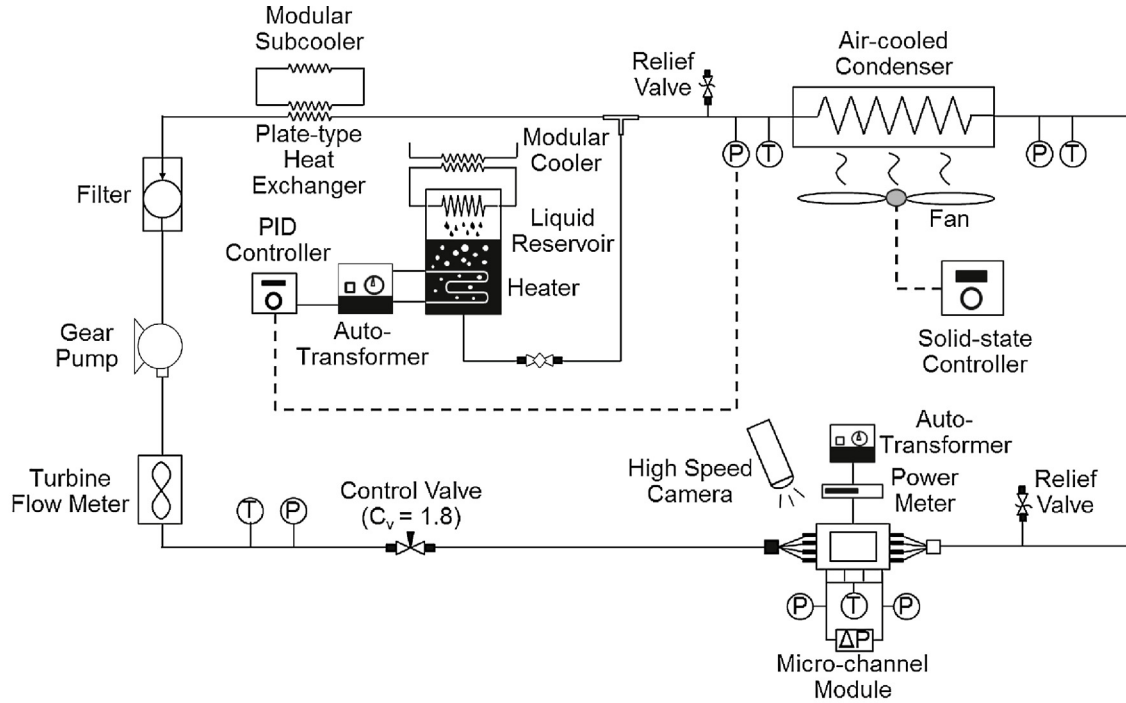 Modular
Subcooler
Plate-type
Heat
Exchanger
Relief
Valve
Air-cooled
Condenser
P
T
P
T
Fan
Solid-state
Controller
Modular
Cooler
Liquid
Reservoir
Heater
PID
Controller
Auto-
Transformer
Filter
Gear
Pump
Turbine
Flow Meter
T
P
Control Valve
(Cv = 1.8)
High Speed
Camera
Auto-
Transformer
Power
Meter
Relief
Valve
P
T
P
ΔP
Micro-channel
Module